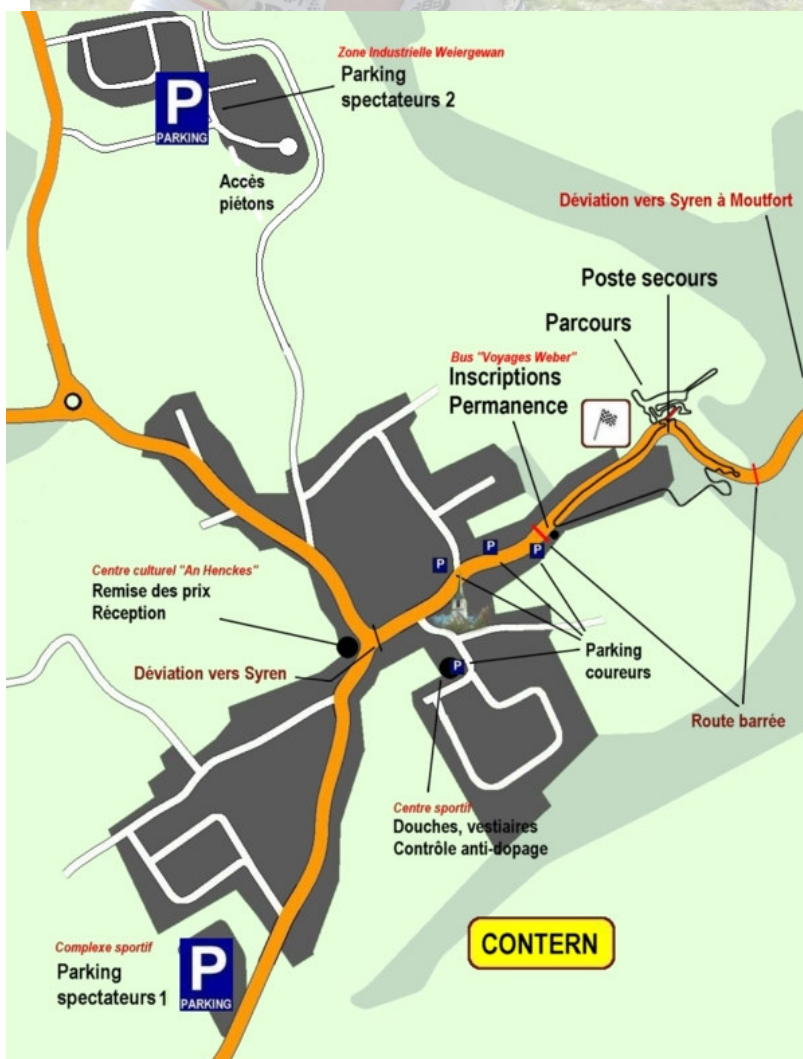 Zone Industrielle Weiergewan
Parking
spectateurs 2
P
PARKING
Accès
piétons
Déviation vers Syren à Moutfort
Poste secours
Parcours
Bus "Voyages Weber"
Inscriptions
Permanence
P
P
P
Centre culturel "An Henckes"
Remise des prix
Réception
Déviation vers Syren
Parking
coureurs
P
Route barrée
Centre sportif
Douches, vestiaires
Contrôle anti-dopage
CONTERN
Complexe sportif
Parking
spectateurs 1
P
PARKING